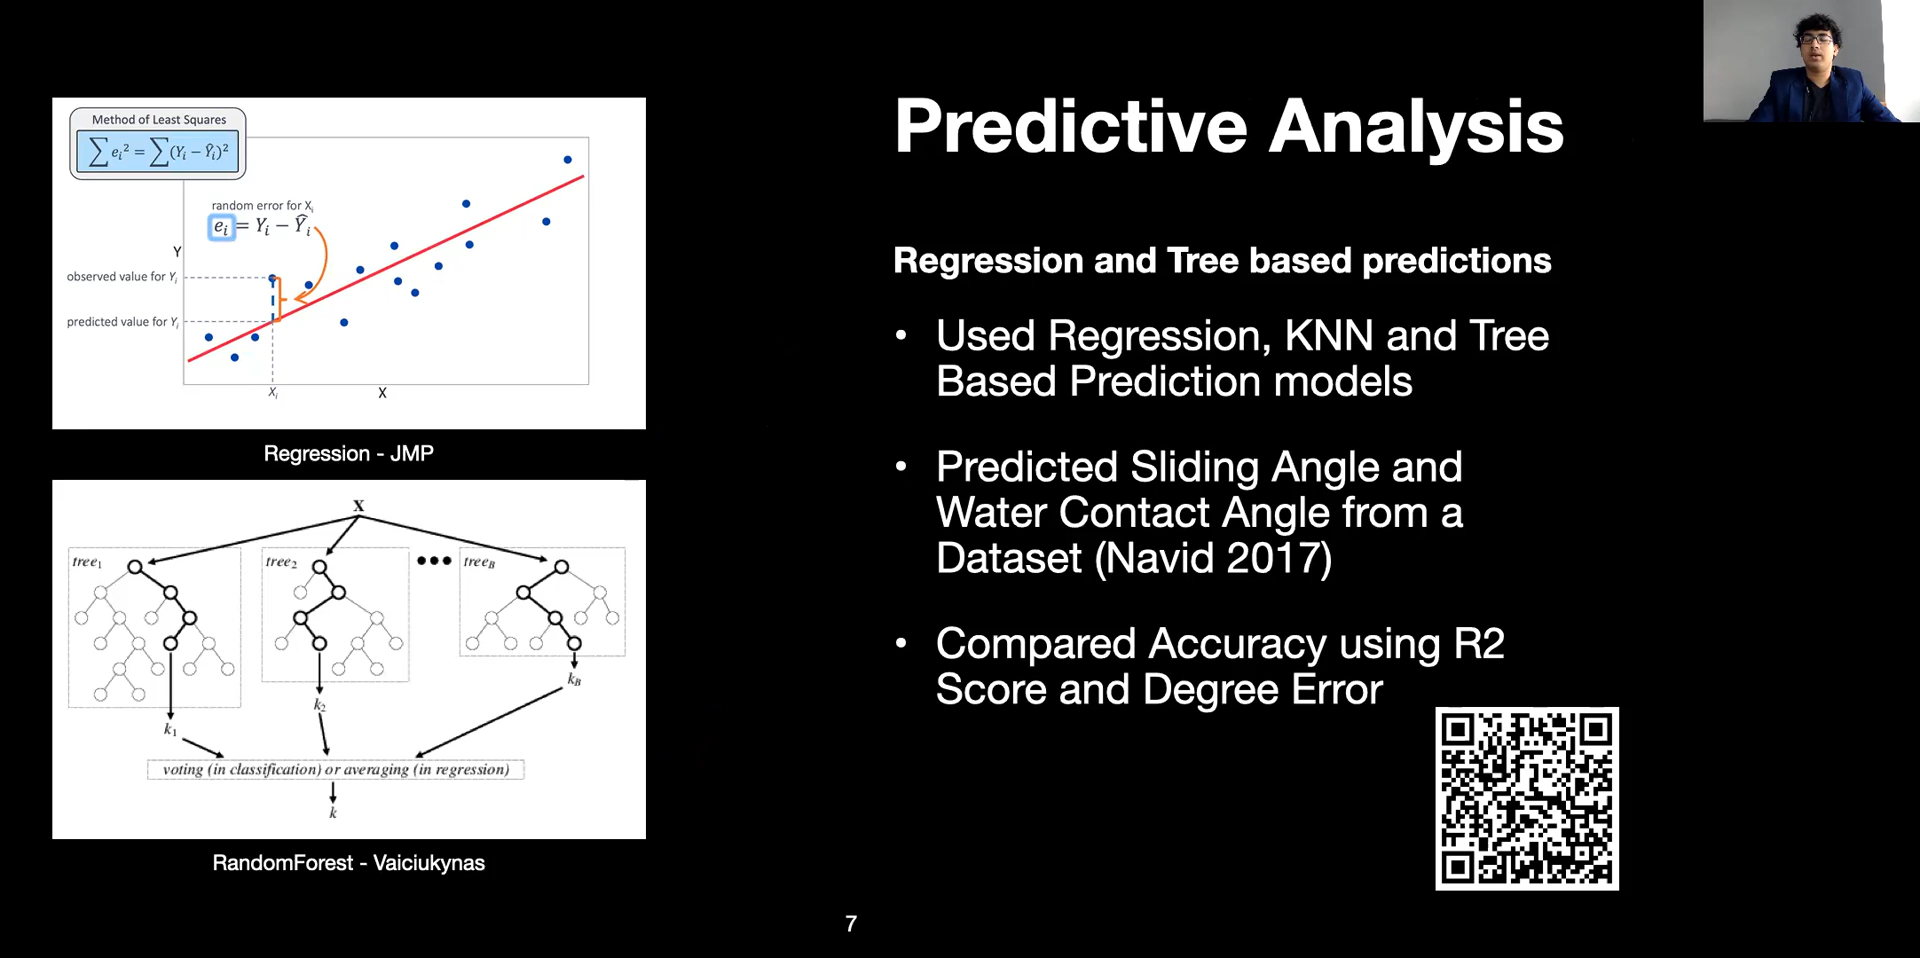 Method of Least Squares
∑ eᵢ² = ∑(Yᵢ − Ŷᵢ)²
random error for Xᵢ
eᵢ = Yᵢ − Ŷᵢ
Y
observed value for Yᵢ
predicted value for Yᵢ
Xᵢ
X
Regression - JMP
X
tree₁
tree₂
•••
tree_B
k_B
k₂
k₁
voting (in classification) or averaging (in regression)
k
RandomForest - Vaiciukynas
Predictive Analysis
Regression and Tree based predictions
• Used Regression, KNN and Tree
Based Prediction models
• Predicted Sliding Angle and
Water Contact Angle from a
Dataset (Navid 2017)
• Compared Accuracy using R2
Score and Degree Error
7